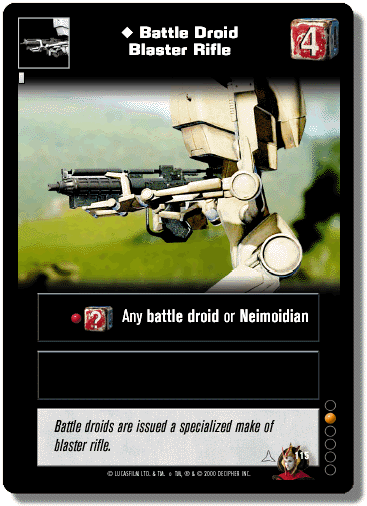 ◆ Battle Droid
Blaster Rifle
4
? Any battle droid or Neimoidian
Battle droids are issued a specialized make of
blaster rifle.
115
© LUCASFILM LTD. & TM. ® TM, ® & © 2000 DECIPHER INC.